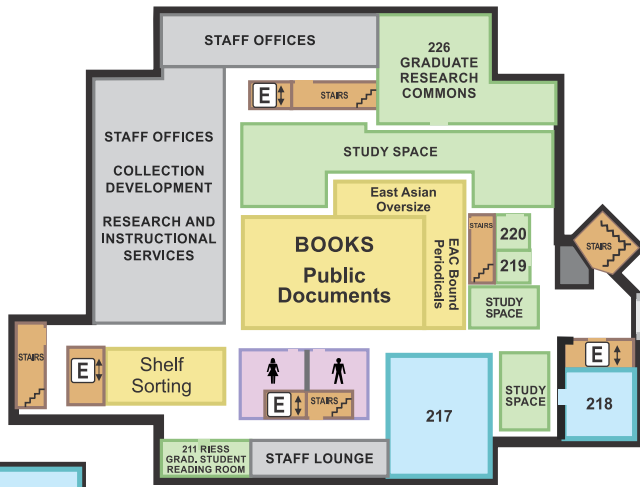 STAFF OFFICES
226
GRADUATE
RESEARCH
COMMONS
E
STAIRS
STAFF OFFICES
COLLECTION
DEVELOPMENT
RESEARCH AND
INSTRUCTIONAL
SERVICES
STUDY SPACE
East Asian
Oversize
BOOKS
Public
Documents
EAC Bound
Periodicals
STAIRS
220
219
STUDY
SPACE
STAIRS
STAIRS
E
Shelf
Sorting
E
STAIRS
217
STUDY
SPACE
E
218
211 RIESS
GRAD. STUDENT
READING ROOM
STAFF LOUNGE